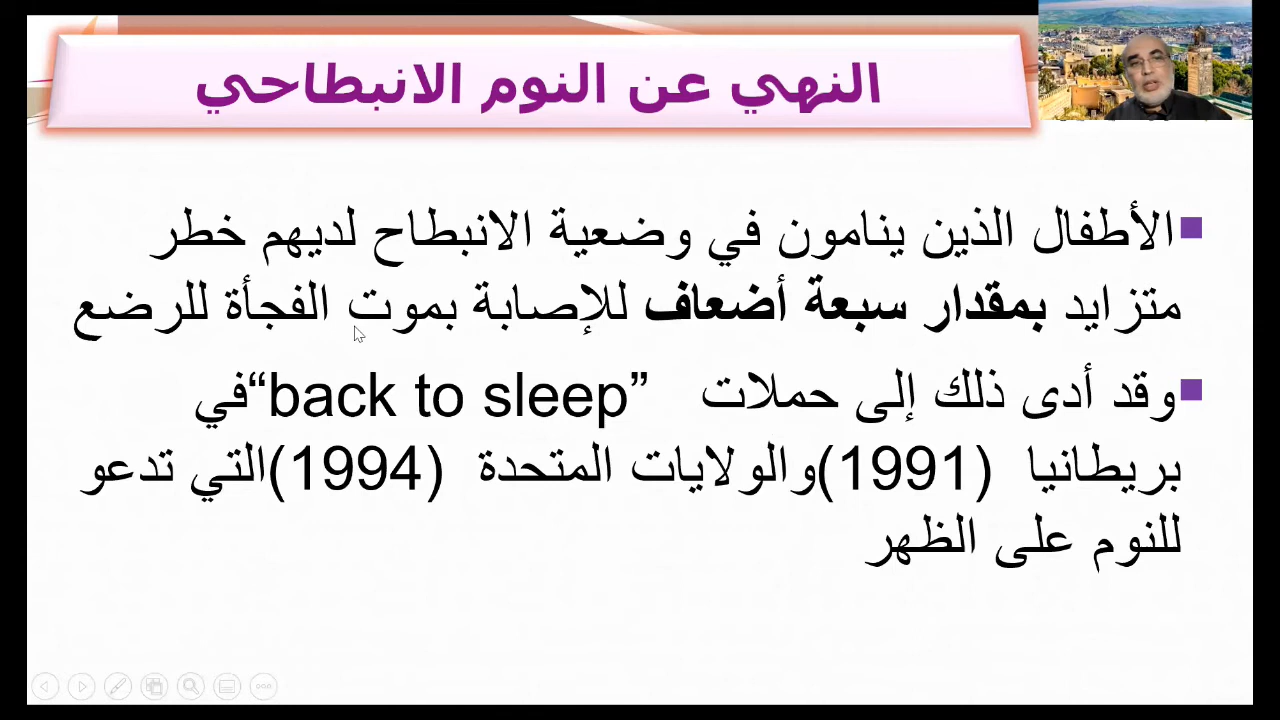 النهي عن النوم الانبطاحي
الأطفال الذين ينامون في وضعية الانبطاح لديهم خطر
متزايد بمقدار سبعة أضعاف للإصابة بموت الفجأة للرضع
وقد أدى ذلك إلى حملات ”back to sleep“في
بريطانيا (1991)والولايات المتحدة (1994)التي تدعو
للنوم على الظهر